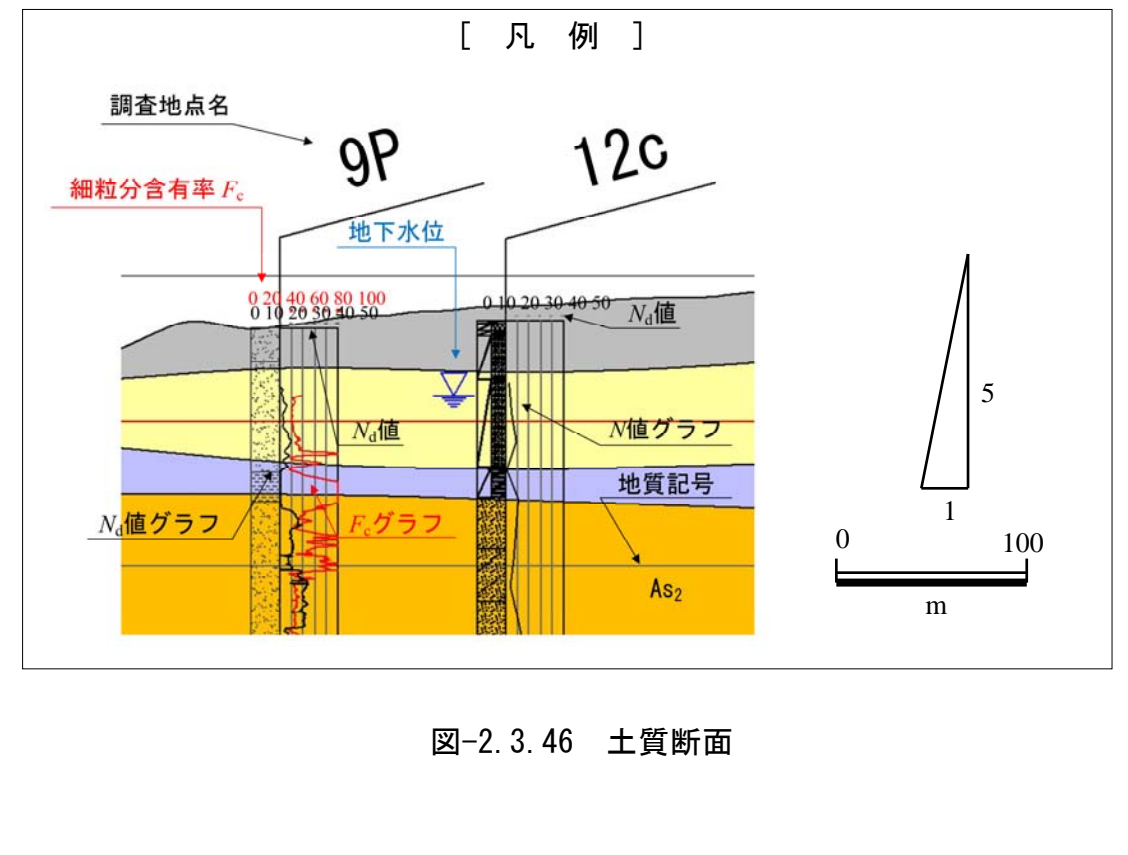 [ 凡 例 ]
調査地点名
9P
12c
細粒分含有率 Fc
地下水位
0 20 40 60 80 100
0 10 20 30 40 50
0 10 20 30 40 50
Nd値
Nd値
N値グラフ
地質記号
Nd値グラフ
Fcグラフ
As2
5
1
0 100
m
図-2.3.46 土質断面